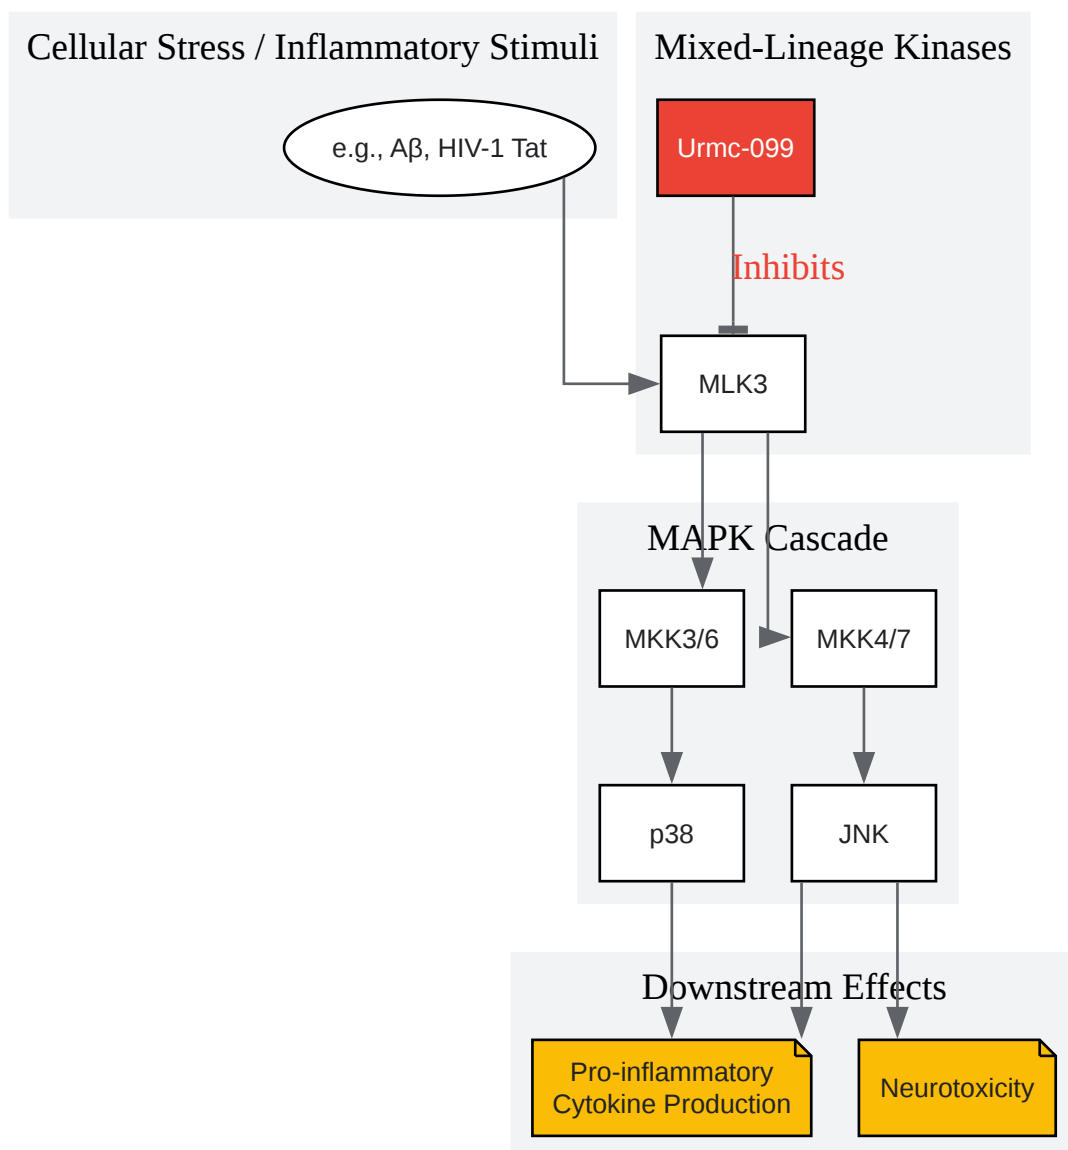 Cellular Stress / Inflammatory Stimuli
Mixed-Lineage Kinases
e.g., Aβ, HIV-1 Tat
Urmc-099
Inhibits
MLK3
MAPK Cascade
MKK3/6
MKK4/7
p38
JNK
Downstream Effects
Pro-inflammatory
Cytokine Production
Neurotoxicity